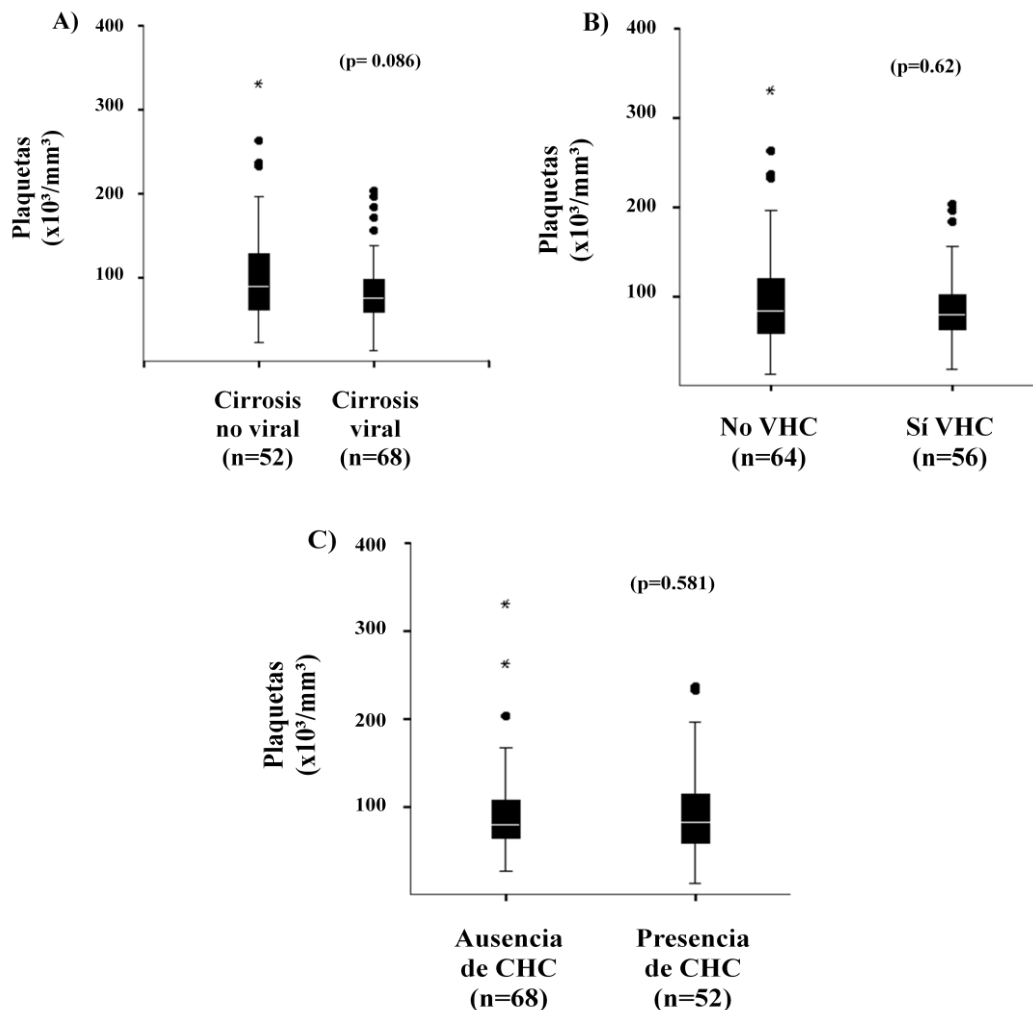 A)
400
(p= 0.086)
300
Plaquetas
(x10³/mm³)
200
100
Cirrosis
no viral
(n=52)
Cirrosis
viral
(n=68)
B)
400
(p=0.62)
300
Plaquetas
(x10³/mm³)
200
100
No VHC
(n=64)
Sí VHC
(n=56)
C)
400
(p=0.581)
300
Plaquetas
(x10³/mm³)
200
100
Ausencia
de CHC
(n=68)
Presencia
de CHC
(n=52)